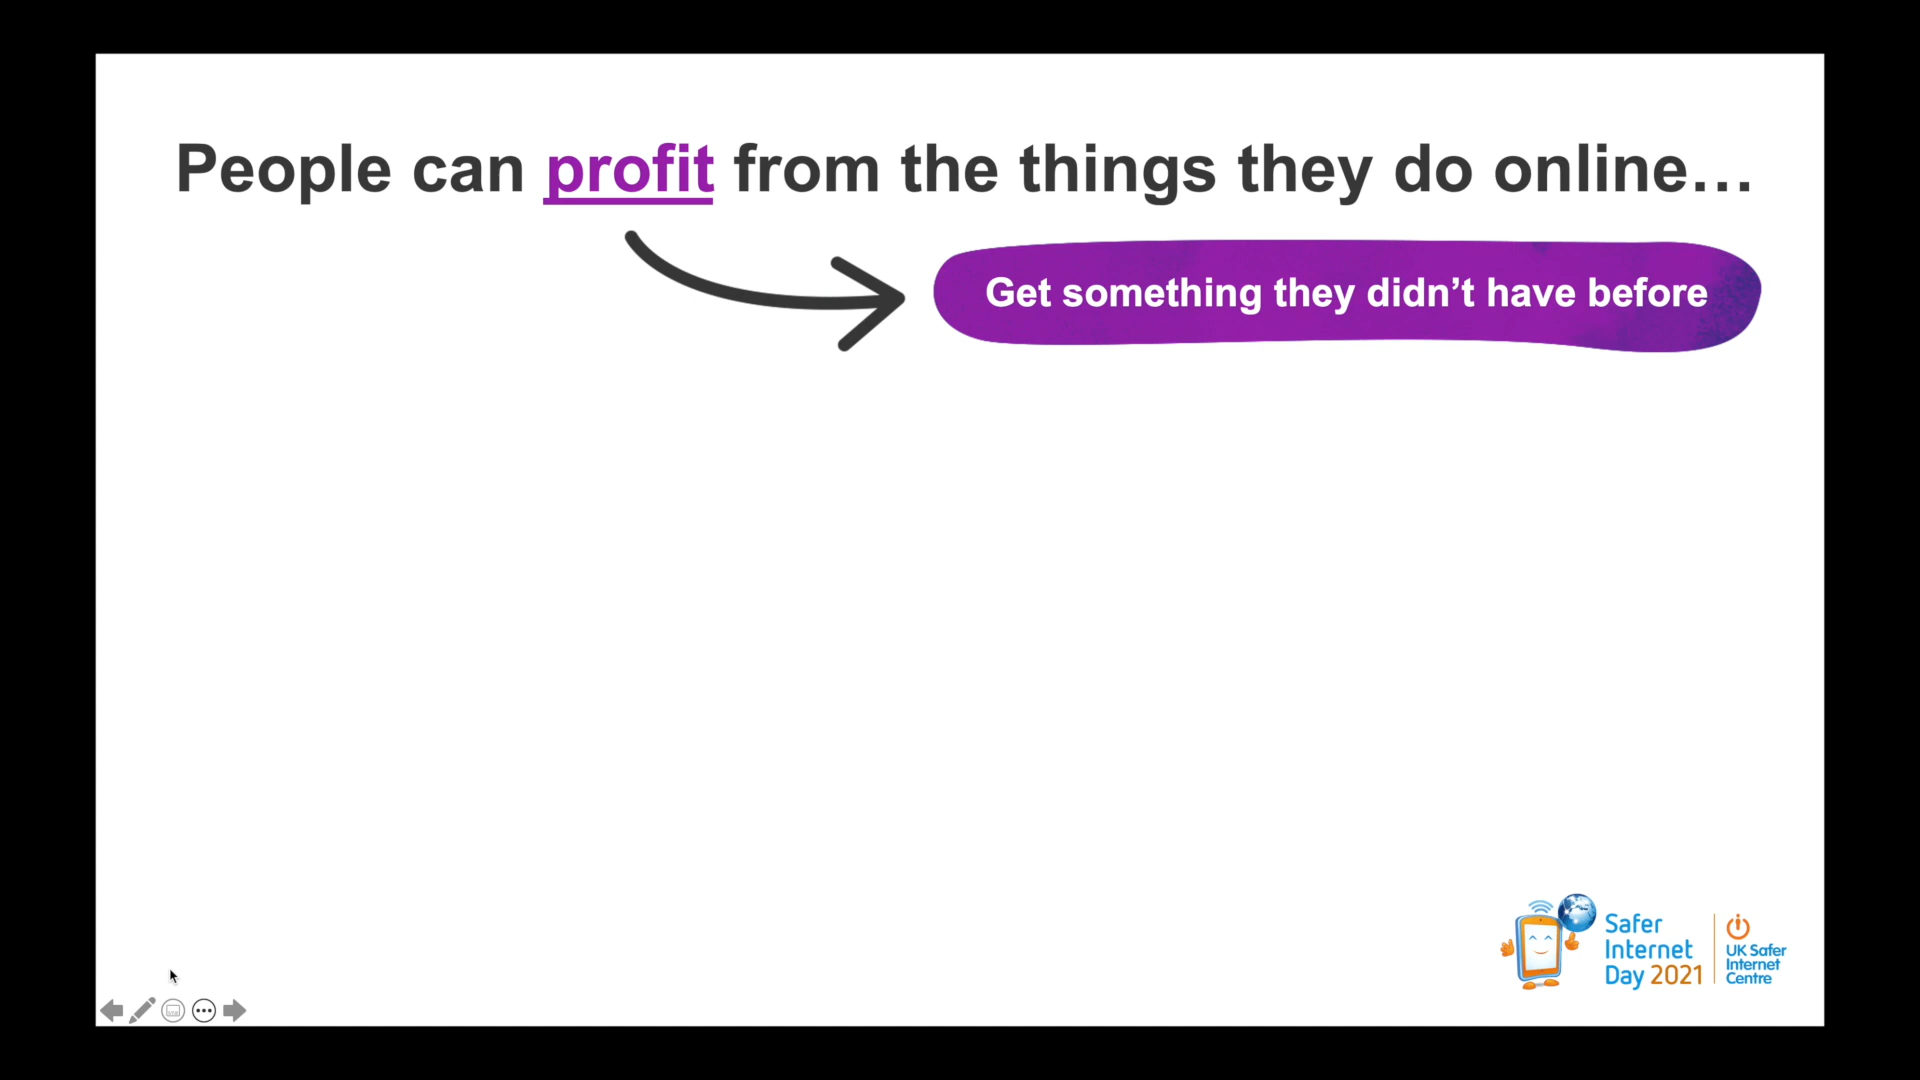 People can profit from the things they do online…
Get something they didn’t have before
Safer
Internet
Day 2021
UK Safer
Internet
Centre